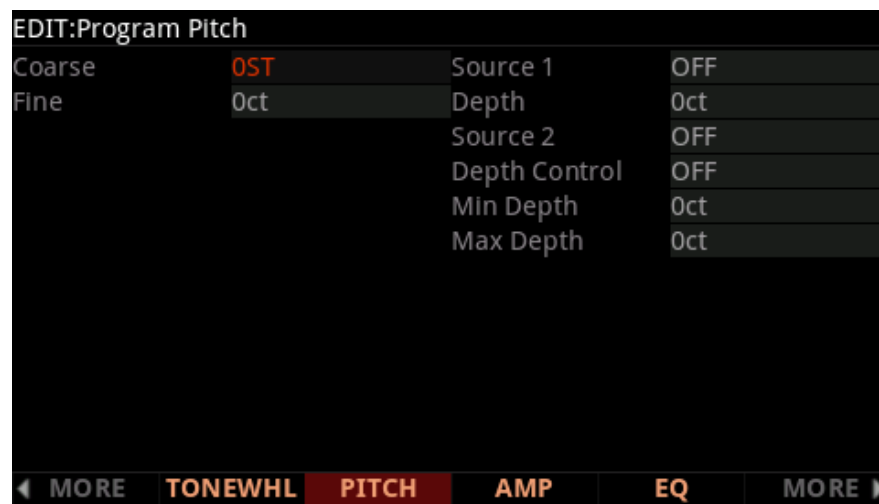 EDIT:Program Pitch
Coarse 0ST Source 1 OFF
Fine 0ct Depth 0ct
Source 2 OFF
Depth Control OFF
Min Depth 0ct
Max Depth 0ct
MORE TONEWHL PITCH AMP EQ MORE